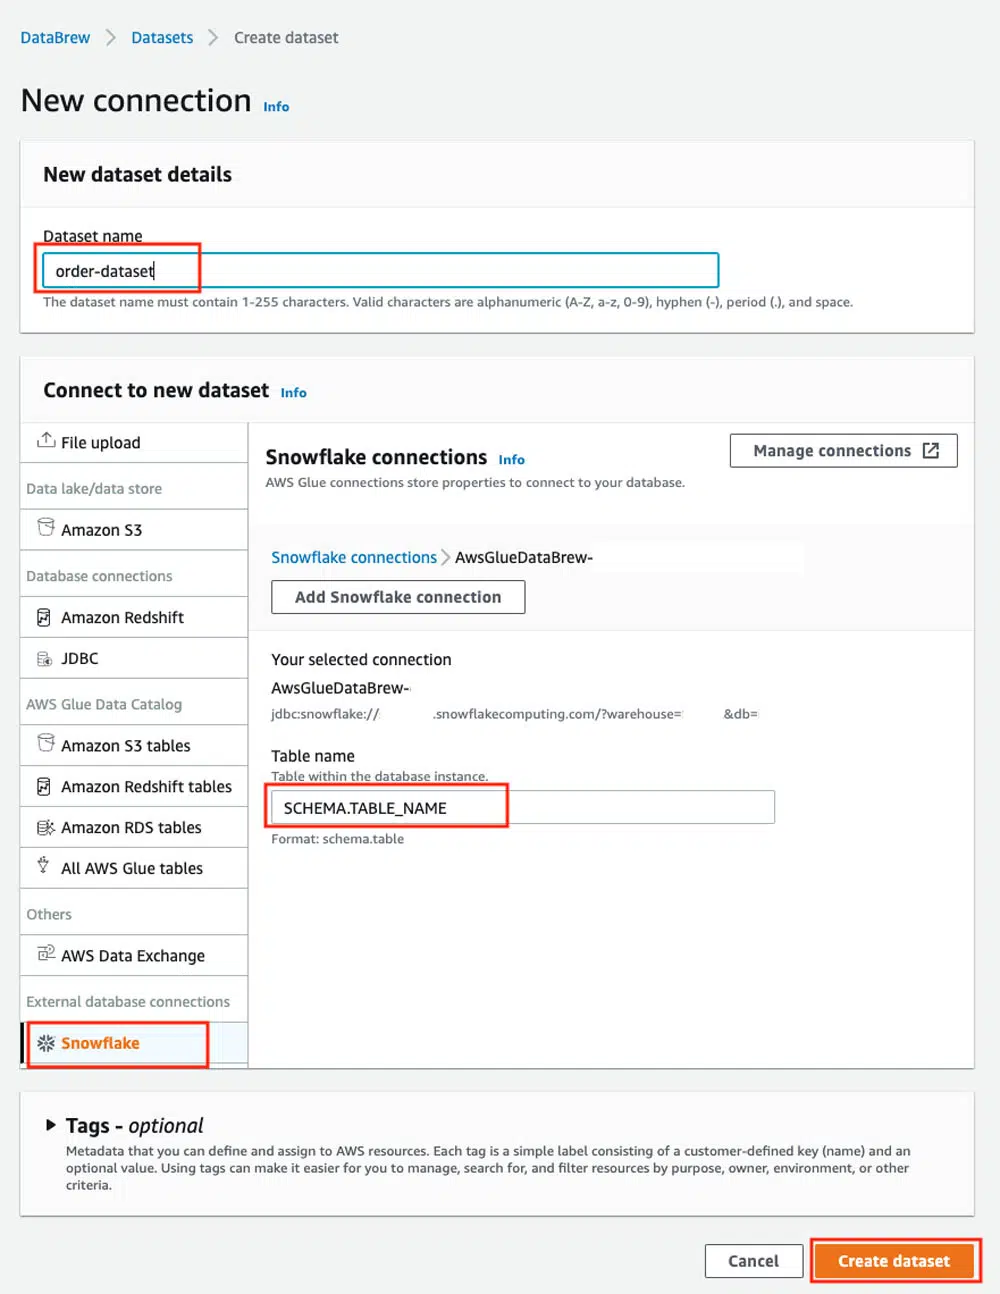 DataBrew > Datasets > Create dataset
New connection Info
New dataset details
Dataset name
order-dataset
The dataset name must contain 1-255 characters. Valid characters are alphanumeric (A-Z, a-z, 0-9), hyphen (-), period (.), and space.
Connect to new dataset Info
File upload
Data lake/data store
Amazon S3
Database connections
Amazon Redshift
JDBC
AWS Glue Data Catalog
Amazon S3 tables
Amazon Redshift tables
Amazon RDS tables
All AWS Glue tables
Others
AWS Data Exchange
External database connections
Snowflake
Snowflake connections Info
Manage connections
AWS Glue connections store properties to connect to your database.
Snowflake connections > AwsGlueDataBrew-
Add Snowflake connection
Your selected connection
AwsGlueDataBrew-
jdbc:snowflake:// .snowflakecomputing.com/?warehouse= &db=
Table name
Table within the database instance.
SCHEMA.TABLE_NAME
Format: schema.table
Tags - optional
Metadata that you can define and assign to AWS resources. Each tag is a simple label consisting of a customer-defined key (name) and an
optional value. Using tags can make it easier for you to manage, search for, and filter resources by purpose, owner, environment, or other
criteria.
Cancel
Create dataset